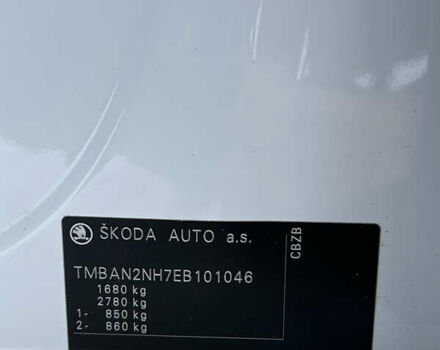 ŠKODA AUTO a.s.
CBZB
TMBAN2NH7EB101046
1680 kg
2780 kg
1- 850 kg
2- 860 kg